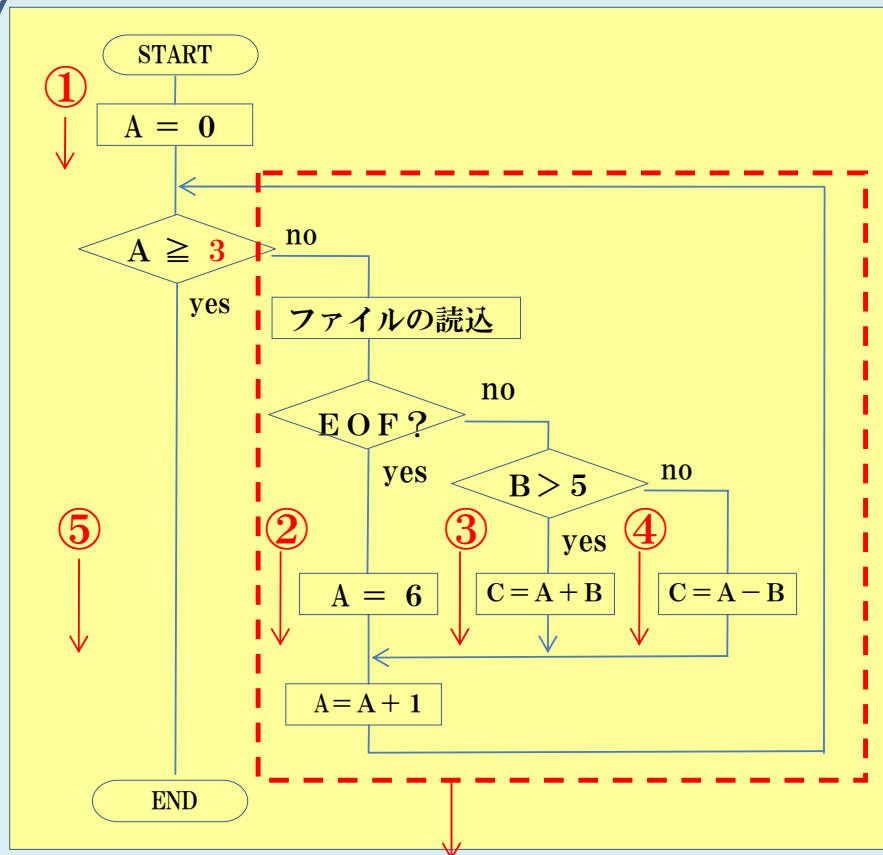 START
①
A = 0
A ≧ 3
no
yes
ファイルの読込
EOF?
no
yes
B>5
no
yes
⑤
②
③
④
A = 6
C=A+B
C=A-B
A=A+1
END